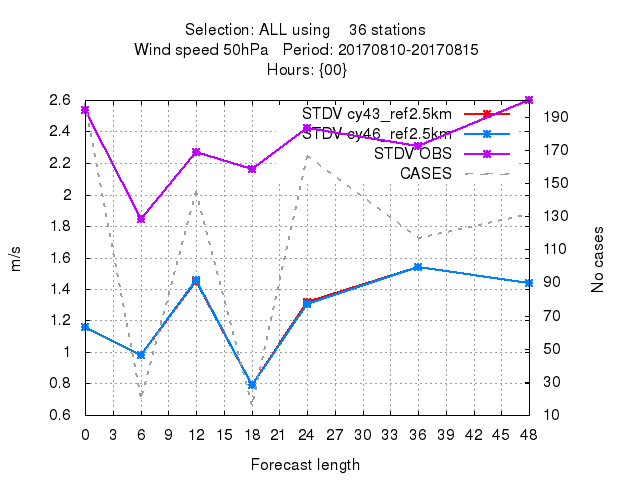 Selection: ALL using 36 stations
Wind speed 50hPa Period: 20170810-20170815
Hours: {00}
STDV cy43_ref2.5km
STDV cy46_ref2.5km
STDV OBS
CASES
2.6
2.4
2.2
2
1.8
1.6
1.4
1.2
1
0.8
0.6
m/s
190
170
150
130
110
90
70
50
30
10
No cases
0 3 6 9 12 15 18 21 24 27 30 33 36 39 42 45 48
Forecast length